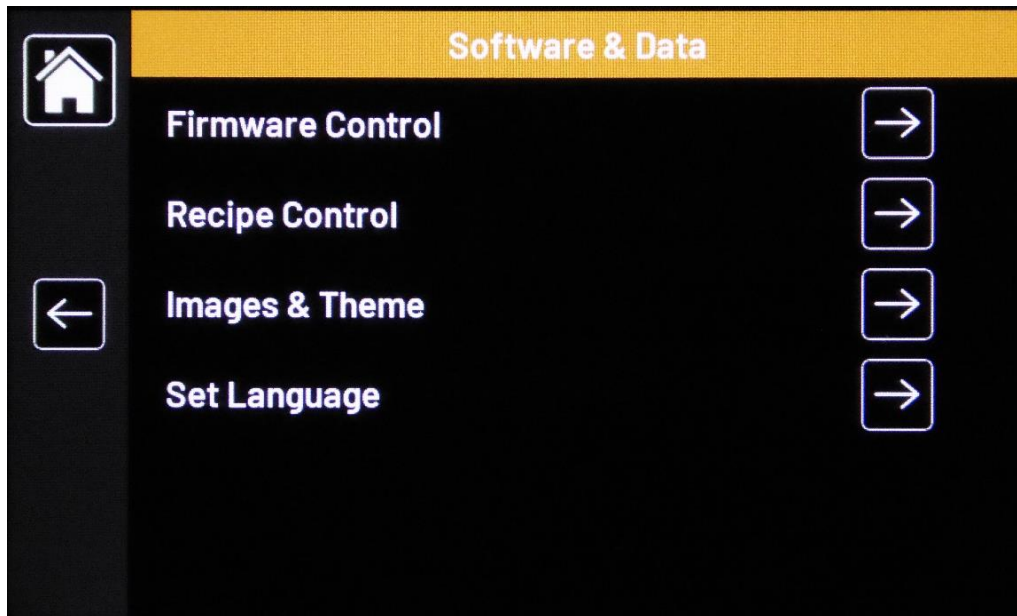 Software & Data
Firmware Control
Recipe Control
Images & Theme
Set Language